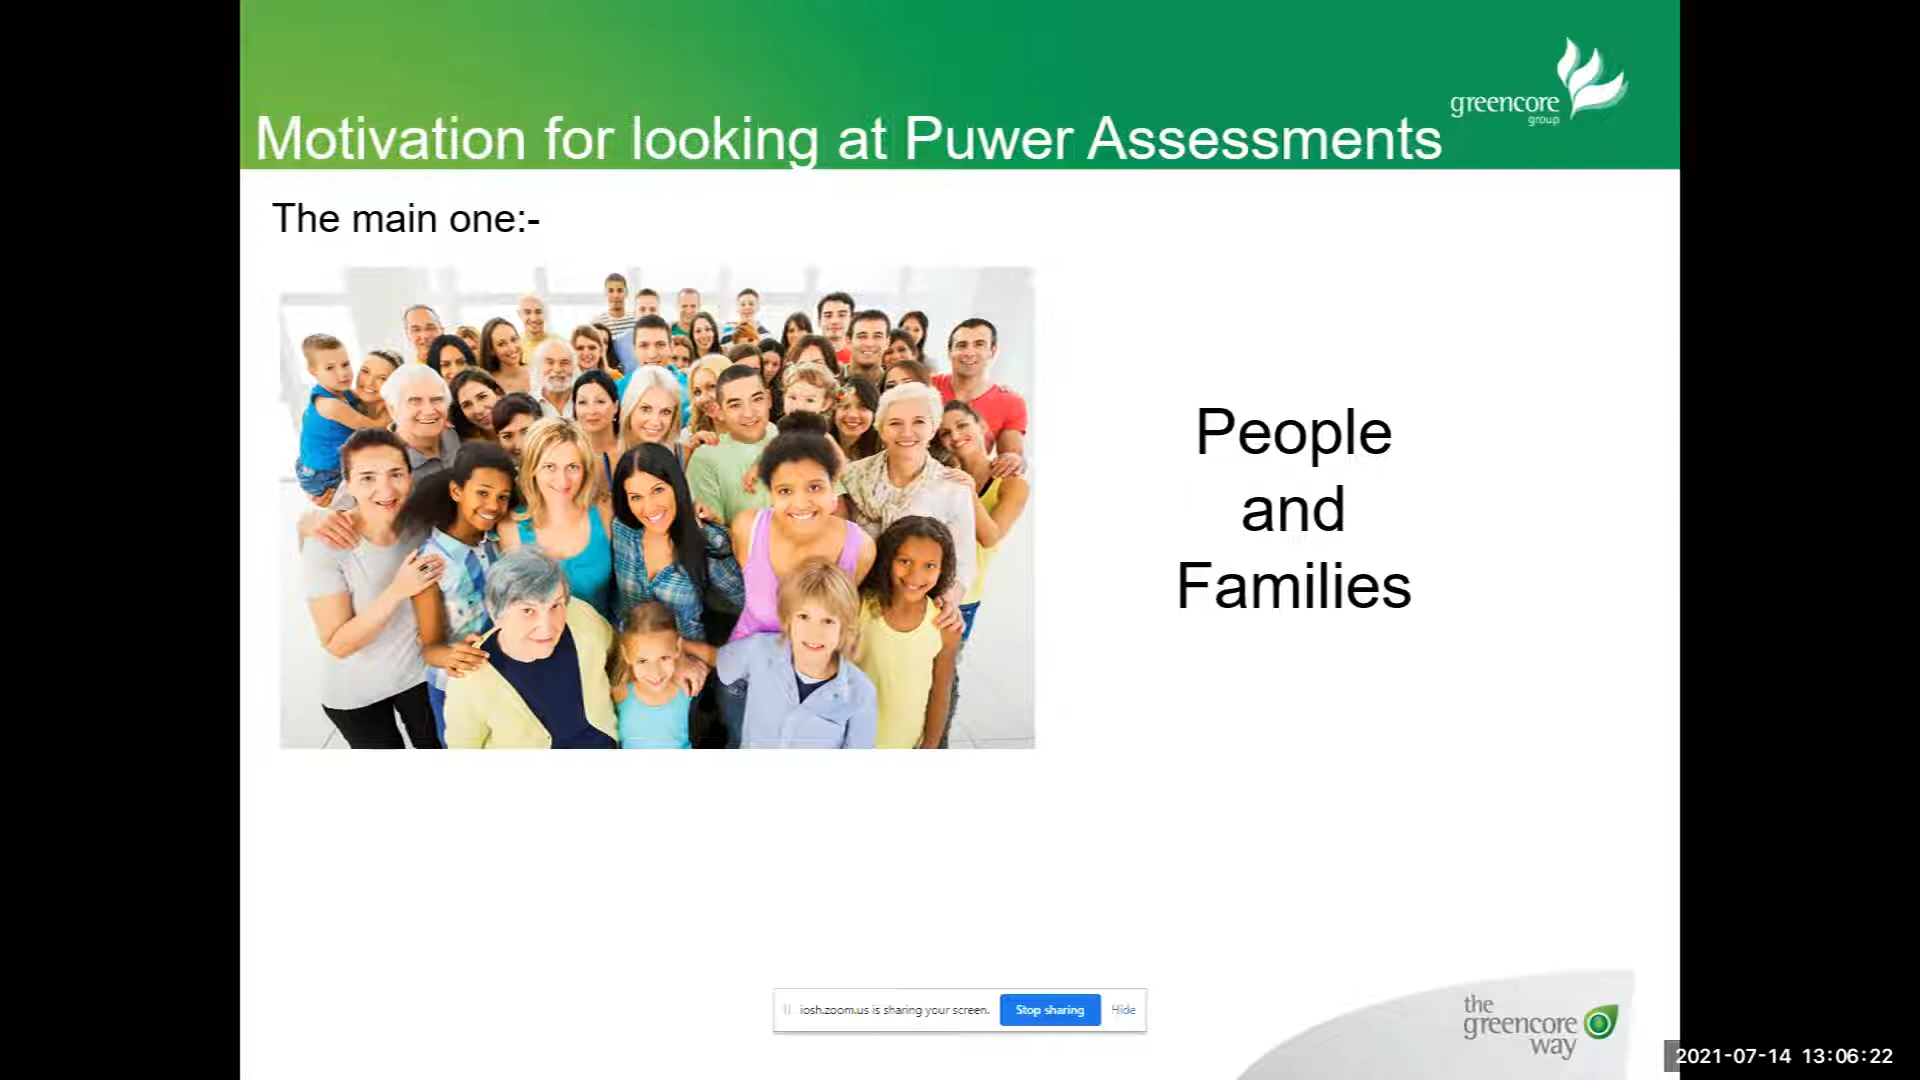 greencore
group
Motivation for looking at Puwer Assessments
The main one:-
People
and
Families
iosh.zoom.us is sharing your screen.
Stop sharing
Hide
the
greencore
way
2021-07-14 13:06:22